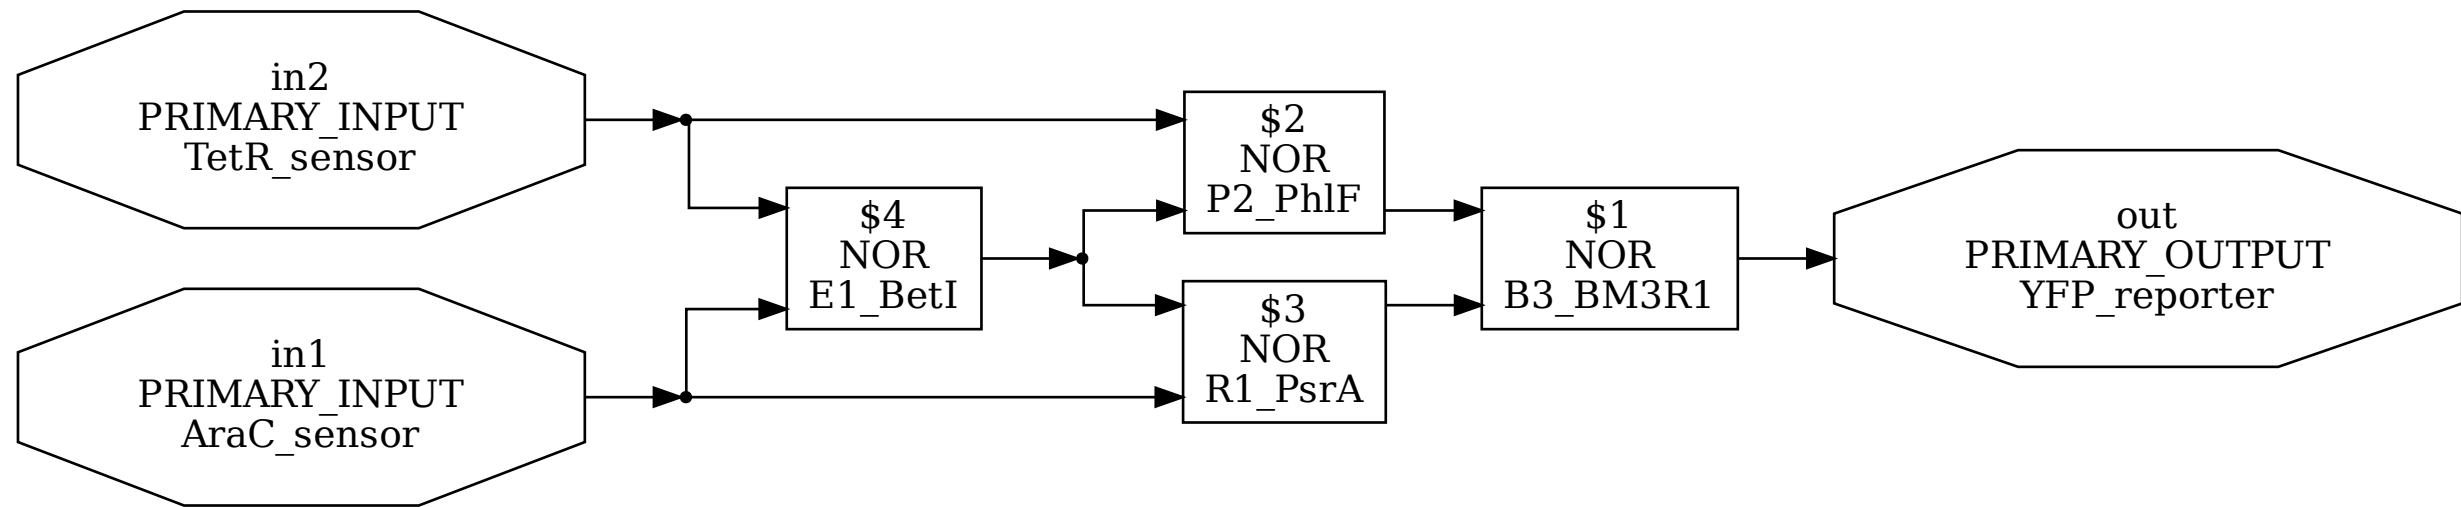 in2
PRIMARY_INPUT
TetR_sensor
in1
PRIMARY_INPUT
AraC_sensor
$4
NOR
E1_BetI
$2
NOR
P2_PhlF
$3
NOR
R1_PsrA
$1
NOR
B3_BM3R1
out
PRIMARY_OUTPUT
YFP_reporter